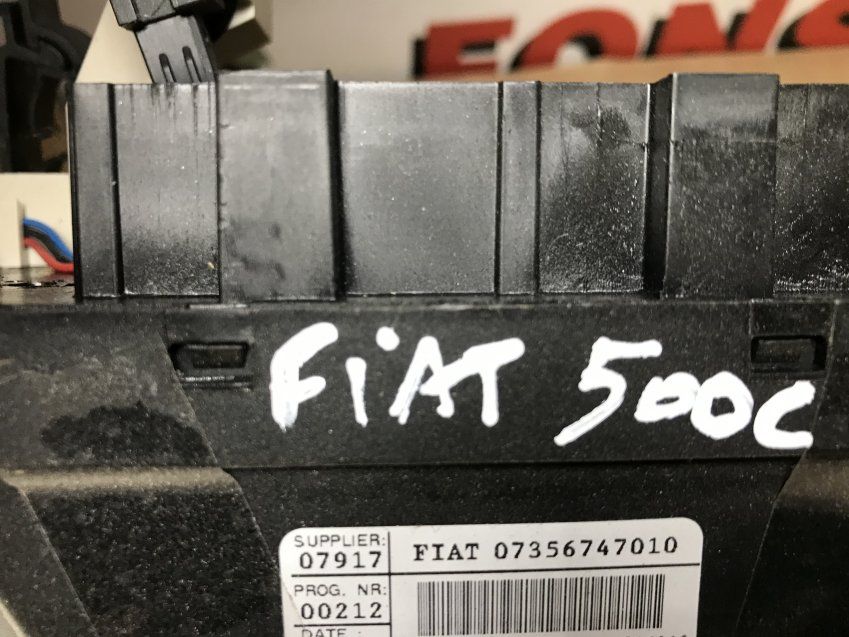 FiAT 500C
SUPPLIER:
07917
FIAT 07356747010
PROG. NR:
00212
DATE :